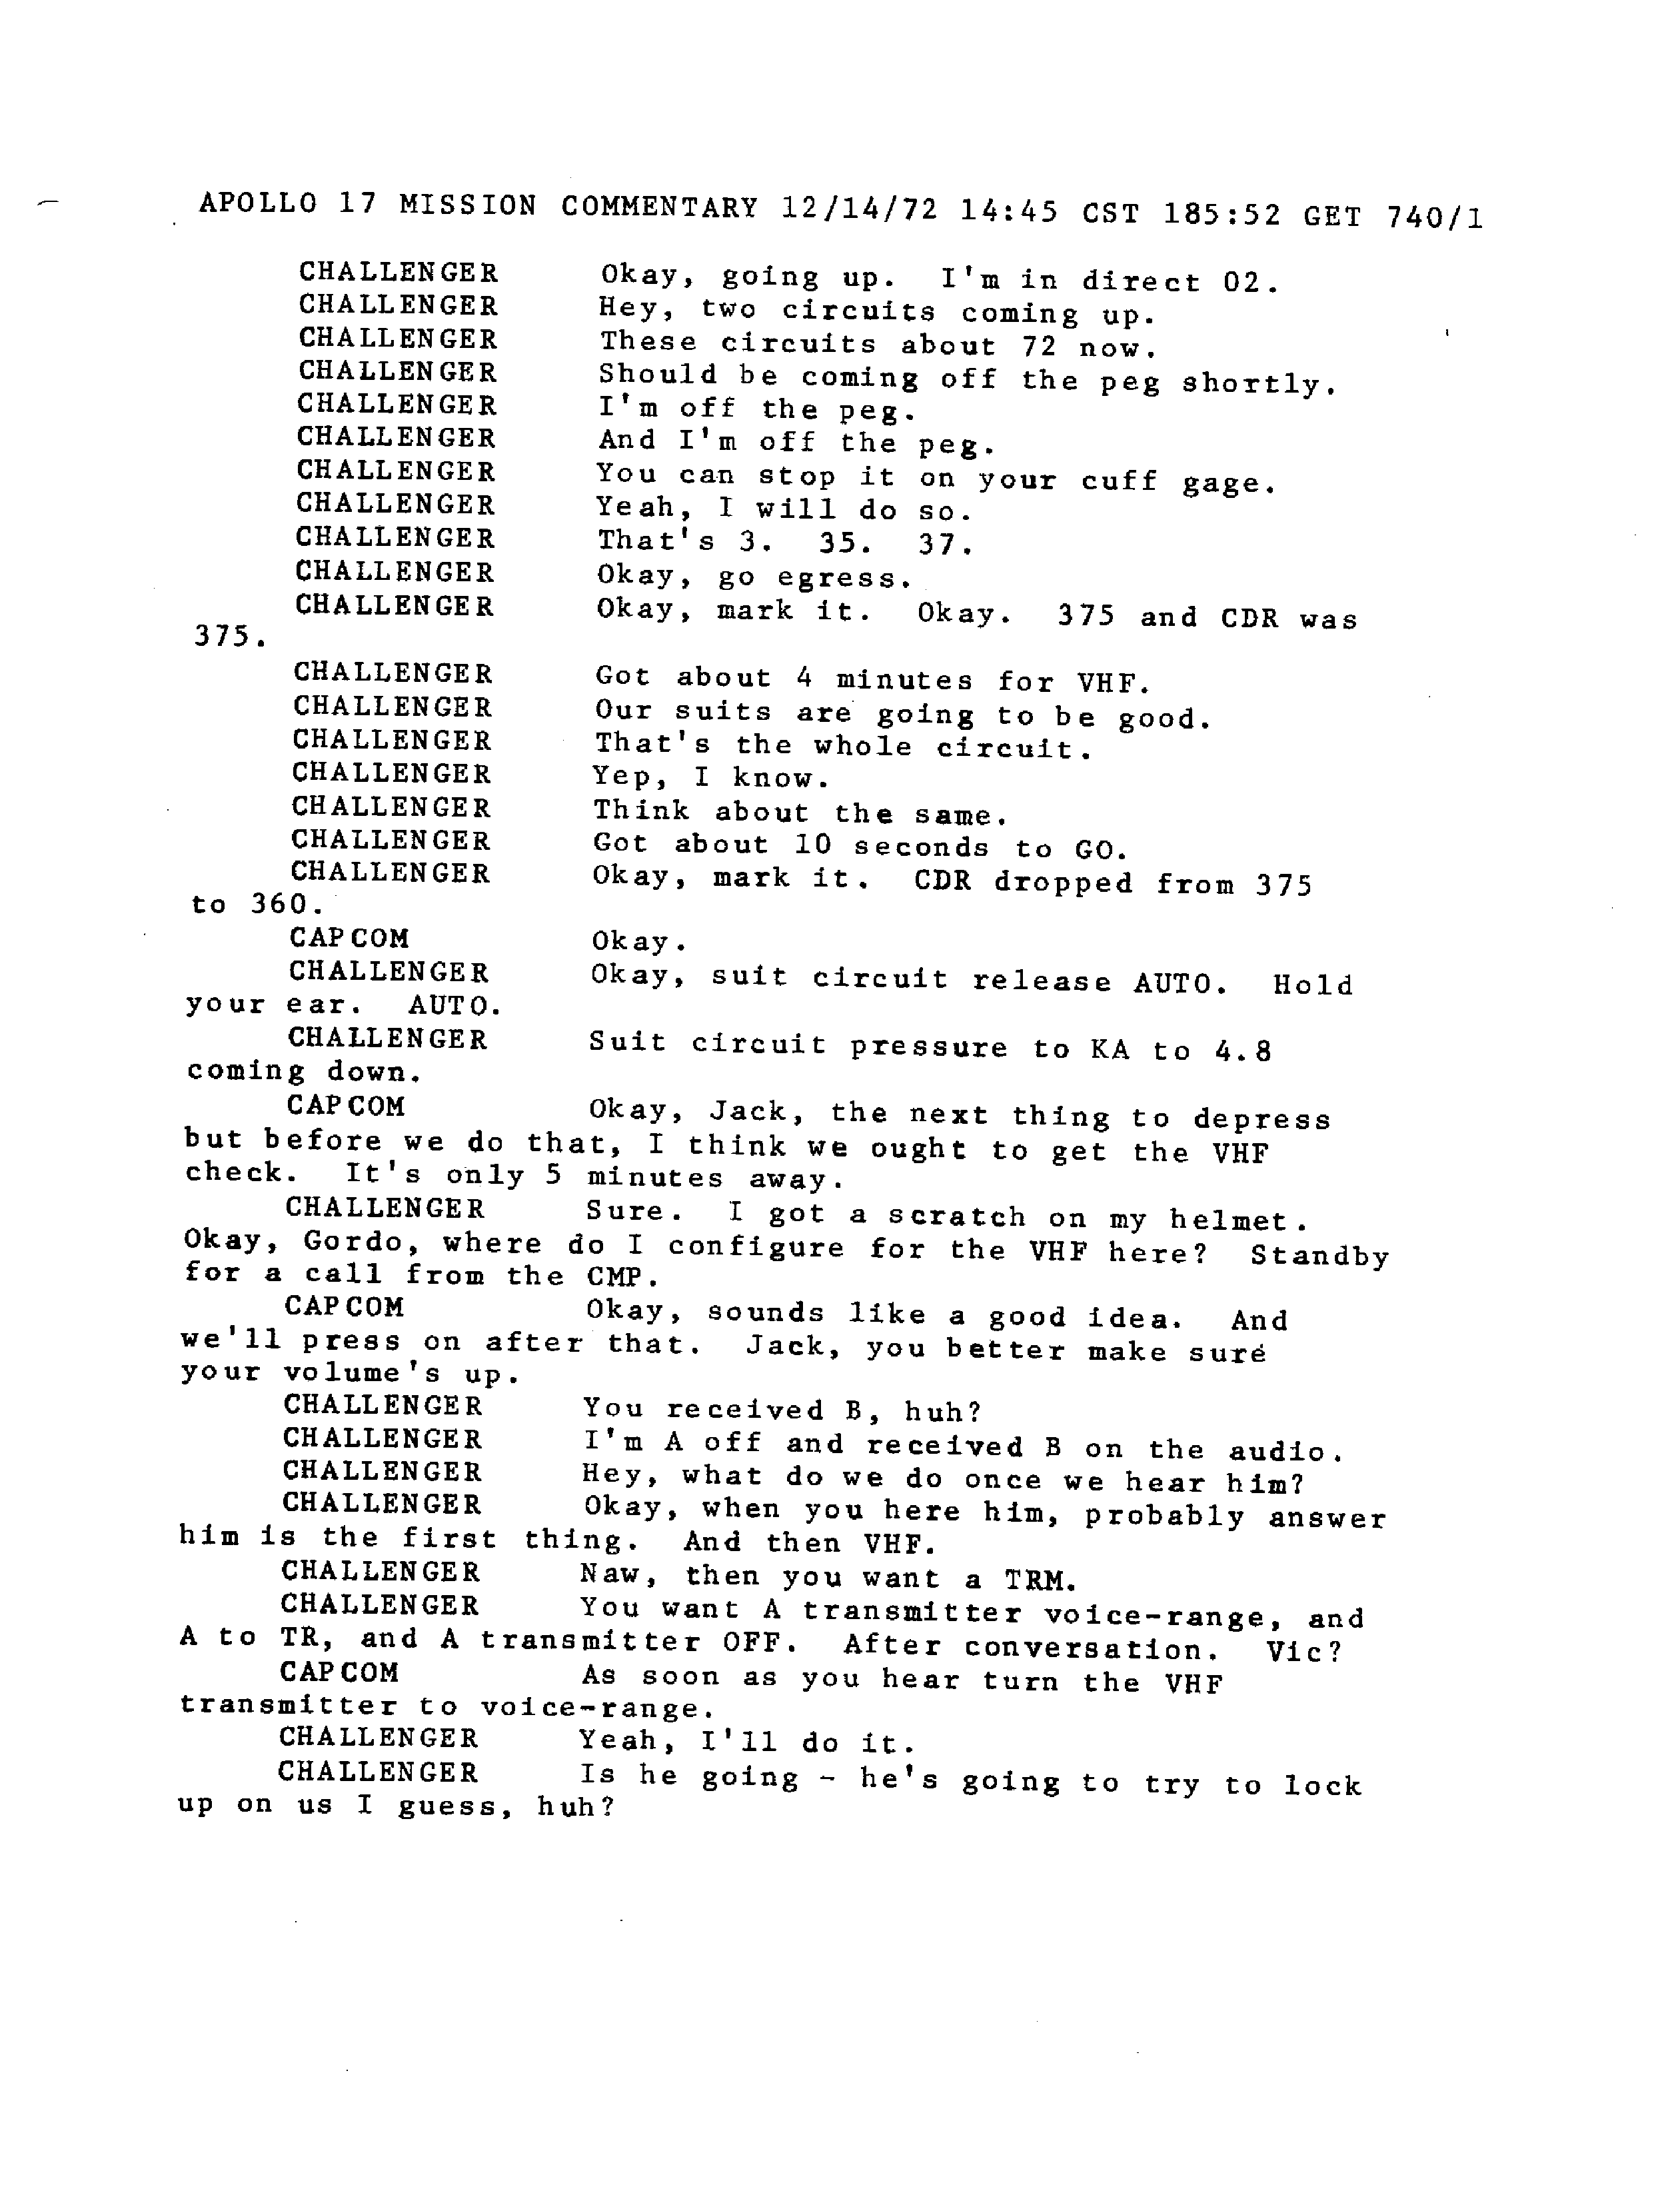 APOLLO 17 MISSION COMMENTARY 12/14/72 14:45 CST 185:52 GET 740/1
CHALLENGER Okay, going up. I'm in direct 02.
CHALLENGER Hey, two circuits coming up.
CHALLENGER These circuits about 72 now.
CHALLENGER Should be coming off the peg shortly.
CHALLENGER I'm off the peg.
CHALLENGER And I'm off the peg.
CHALLENGER You can stop it on your cuff gage.
CHALLENGER Yeah, I will do so.
CHALLENGER That's 3. 35. 37.
CHALLENGER Okay, go egress.
CHALLENGER Okay, mark it. Okay. 375 and CDR was
375.
CHALLENGER Got about 4 minutes for VHF.
CHALLENGER Our suits are going to be good.
CHALLENGER That's the whole circuit.
CHALLENGER Yep, I know.
CHALLENGER Think about the same.
CHALLENGER Got about 10 seconds to GO.
CHALLENGER Okay, mark it. CDR dropped from 375
to 360.
CAPCOM Okay.
CHALLENGER Okay, suit circuit release AUTO. Hold
your ear. AUTO.
CHALLENGER Suit circuit pressure to KA to 4.8
coming down.
CAPCOM Okay, Jack, the next thing to depress
but before we do that, I think we ought to get the VHF
check. It's only 5 minutes away.
CHALLENGER Sure. I got a scratch on my helmet.
Okay, Gordo, where do I configure for the VHF here? Standby
for a call from the CMP.
CAPCOM Okay, sounds like a good idea. And
we'll press on after that. Jack, you better make sure
your volume's up.
CHALLENGER You received B, huh?
CHALLENGER I'm A off and received B on the audio.
CHALLENGER Hey, what do we do once we hear him?
CHALLENGER Okay, when you here him, probably answer
him is the first thing. And then VHF.
CHALLENGER Naw, then you want a TRM.
CHALLENGER You want A transmitter voice-range, and
A to TR, and A transmitter OFF. After conversation. Vic?
CAPCOM As soon as you hear turn the VHF
transmitter to voice-range.
CHALLENGER Yeah, I'll do it.
CHALLENGER Is he going - he's going to try to lock
up on us I guess, huh?